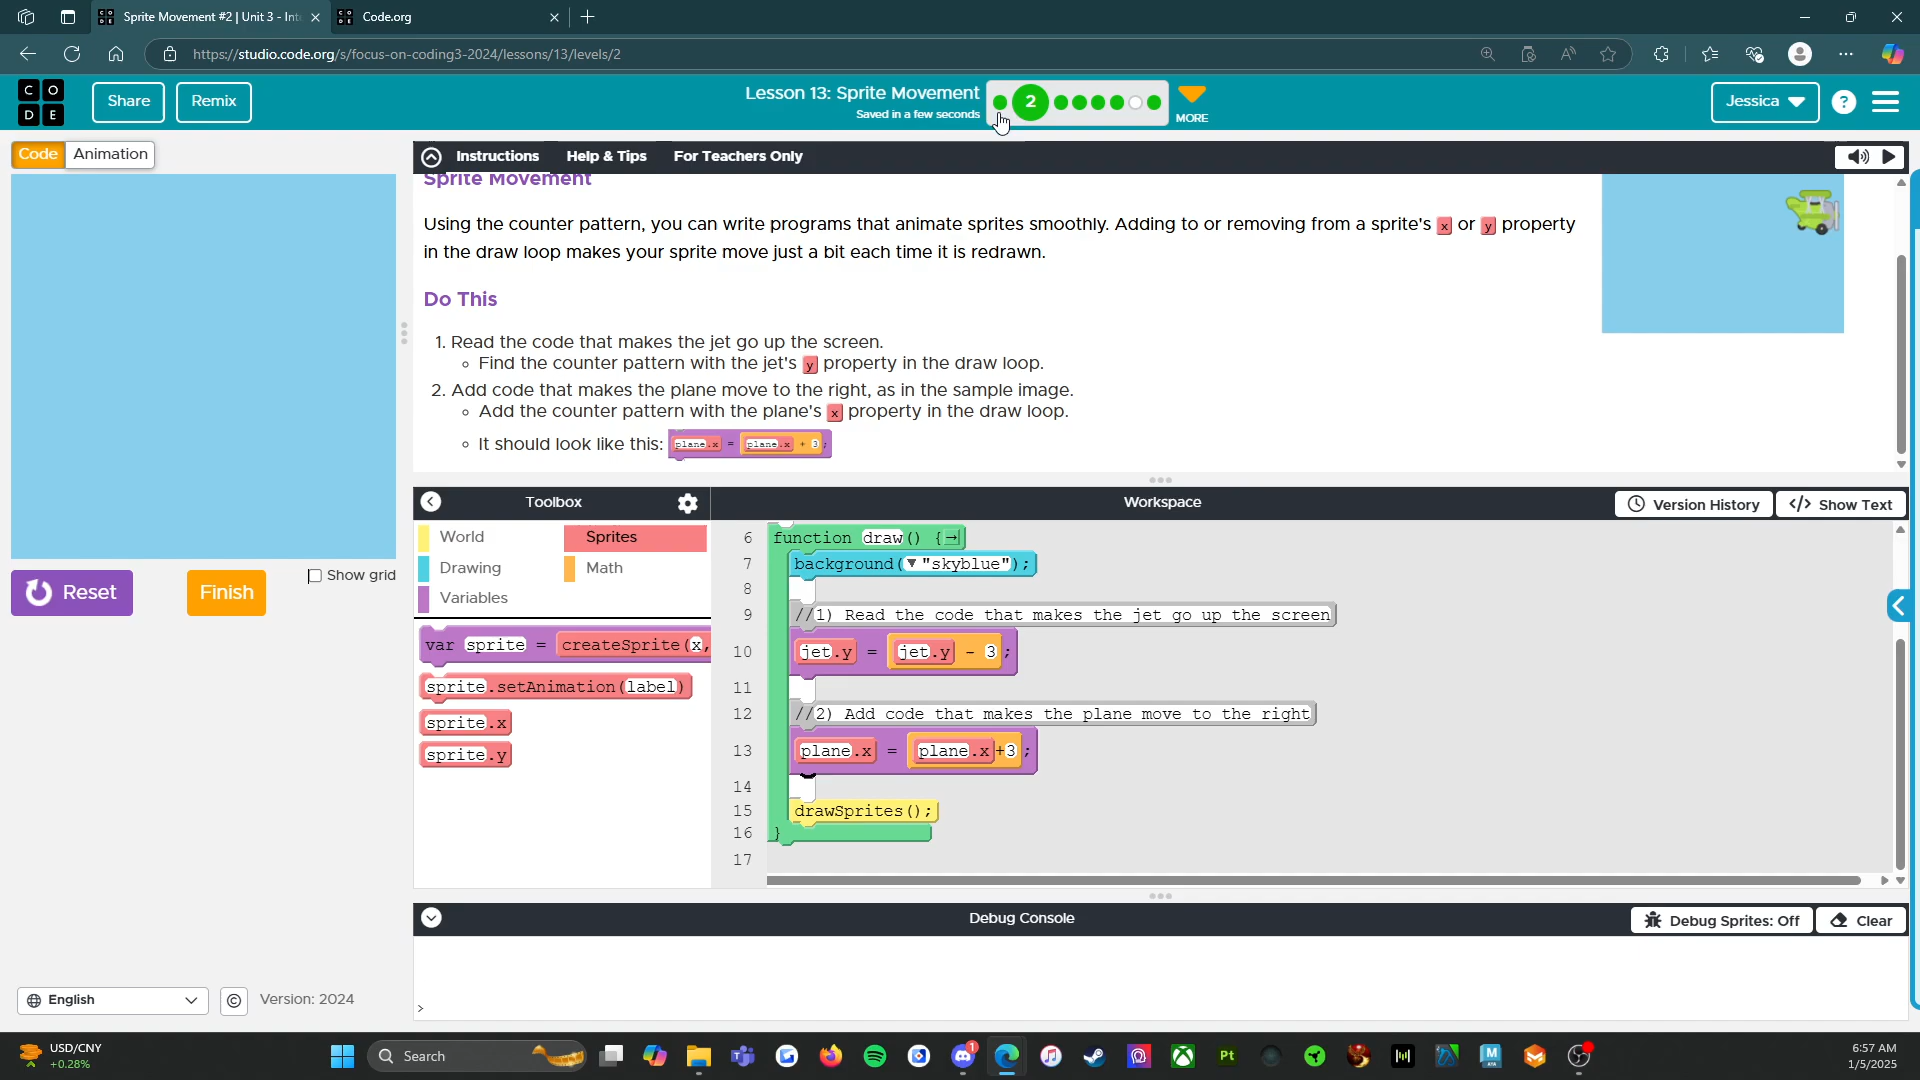 Sprite Movement #2 | Unit 3 - Int
Code.org
https://studio.code.org/s/focus-on-coding3-2024/lessons/13/levels/2
C O
D E
Share
Remix
Lesson 13: Sprite Movement
Saved in a few seconds
2
MORE
Jessica
?
Code
Animation
Instructions
Help & Tips
For Teachers Only
Sprite Movement
Using the counter pattern, you can write programs that animate sprites smoothly. Adding to or removing from a sprite's x or y property
in the draw loop makes your sprite move just a bit each time it is redrawn.
Do This
1. Read the code that makes the jet go up the screen.
Find the counter pattern with the jet's y property in the draw loop.
2. Add code that makes the plane move to the right, as in the sample image.
Add the counter pattern with the plane's x property in the draw loop.
It should look like this: plane.x = plane.x + 3;
Reset
Finish
Show grid
Toolbox
Workspace
Version History
</> Show Text
World
Sprites
Drawing
Math
Variables
var sprite = createSprite(x,
sprite.setAnimation(label)
sprite.x
sprite.y
6 function draw() {
7 background("skyblue");
8
9 //1) Read the code that makes the jet go up the screen
10 jet.y = jet.y - 3;
11
12 //2) Add code that makes the plane move to the right
13 plane.x = plane.x+3;
14
15 drawSprites();
16 }
17
Debug Console
Debug Sprites: Off
Clear
>
English
©
Version: 2024
USD/CNY
+0.28%
Search
1
Pt
M
6:57 AM
1/5/2025